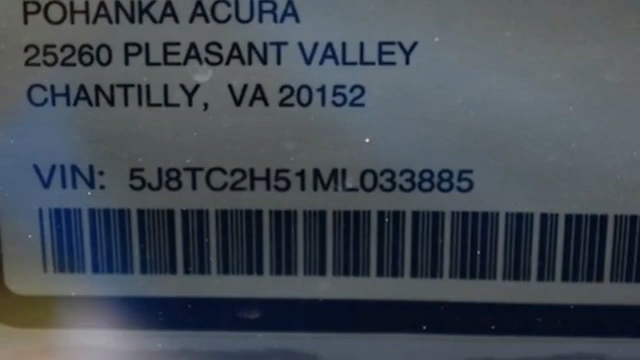 POHANKA ACURA
25260 PLEASANT VALLEY
CHANTILLY, VA 20152
VIN: 5J8TC2H51ML033885